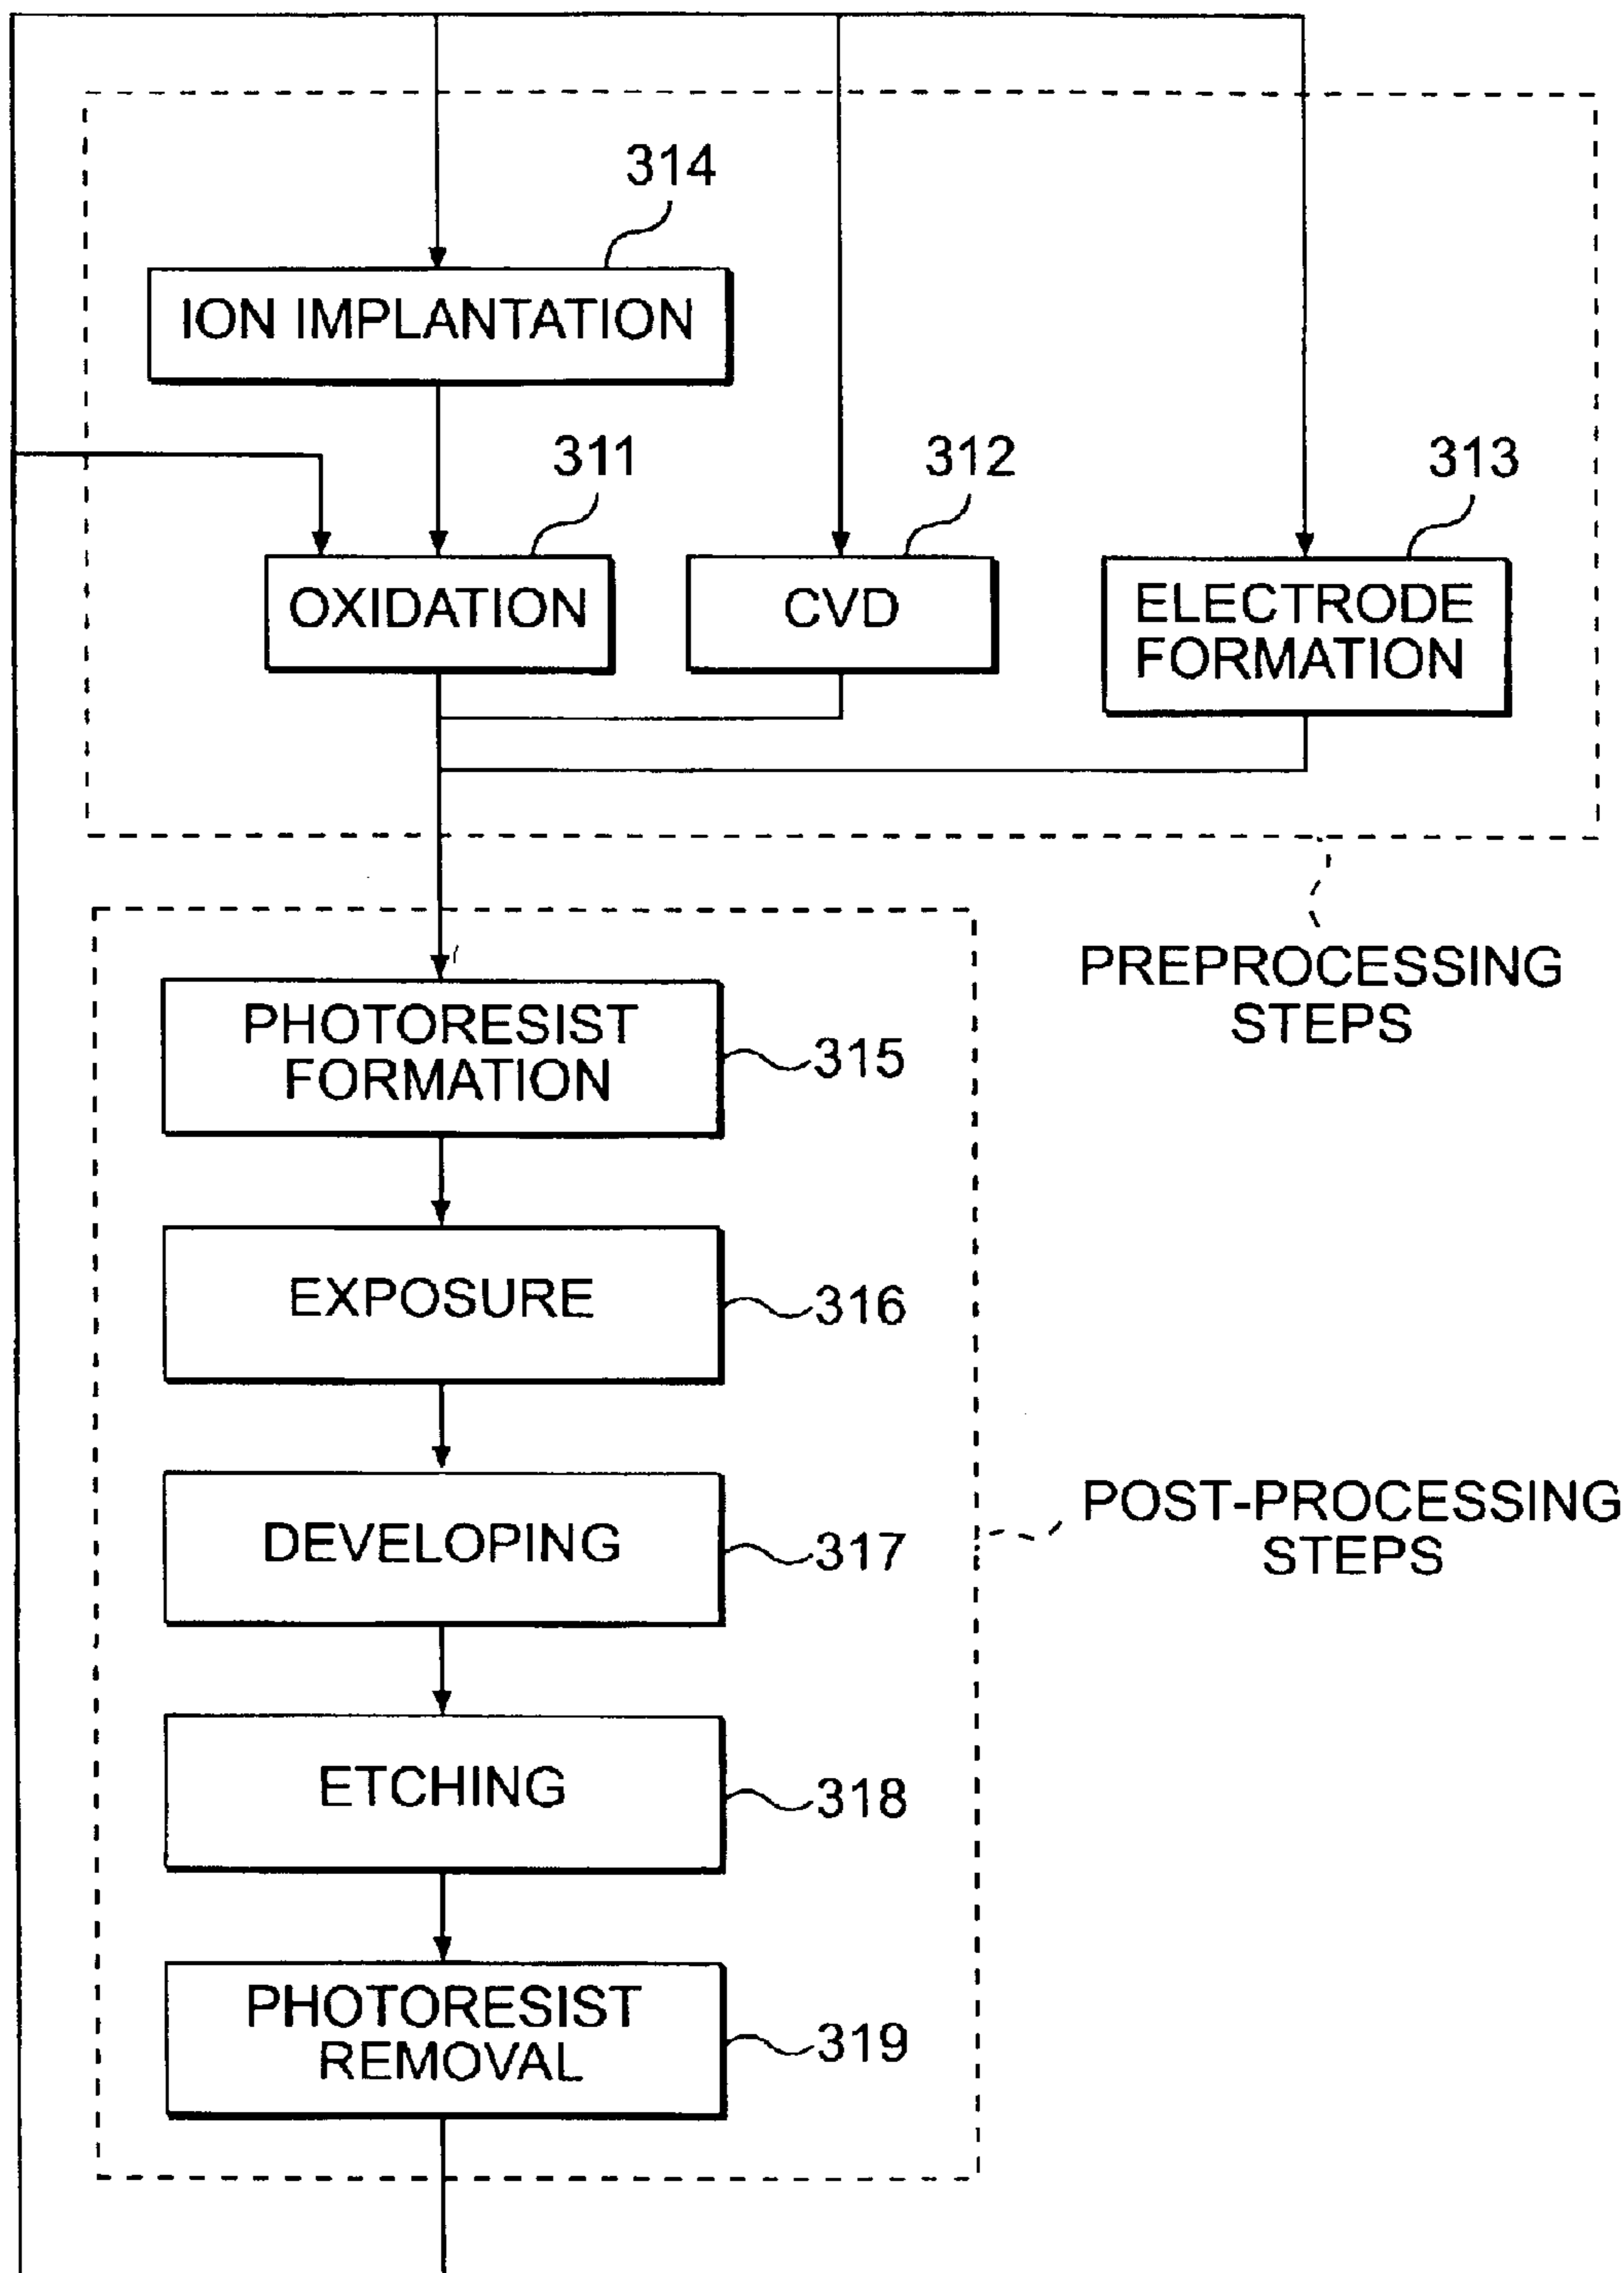 314
ION IMPLANTATION
311
312
313
OXIDATION
CVD
ELECTRODE
FORMATION
PREPROCESSING
STEPS
PHOTORESIST
FORMATION
315
EXPOSURE
316
DEVELOPING
317
POST-PROCESSING
STEPS
ETCHING
318
PHOTORESIST
REMOVAL
319